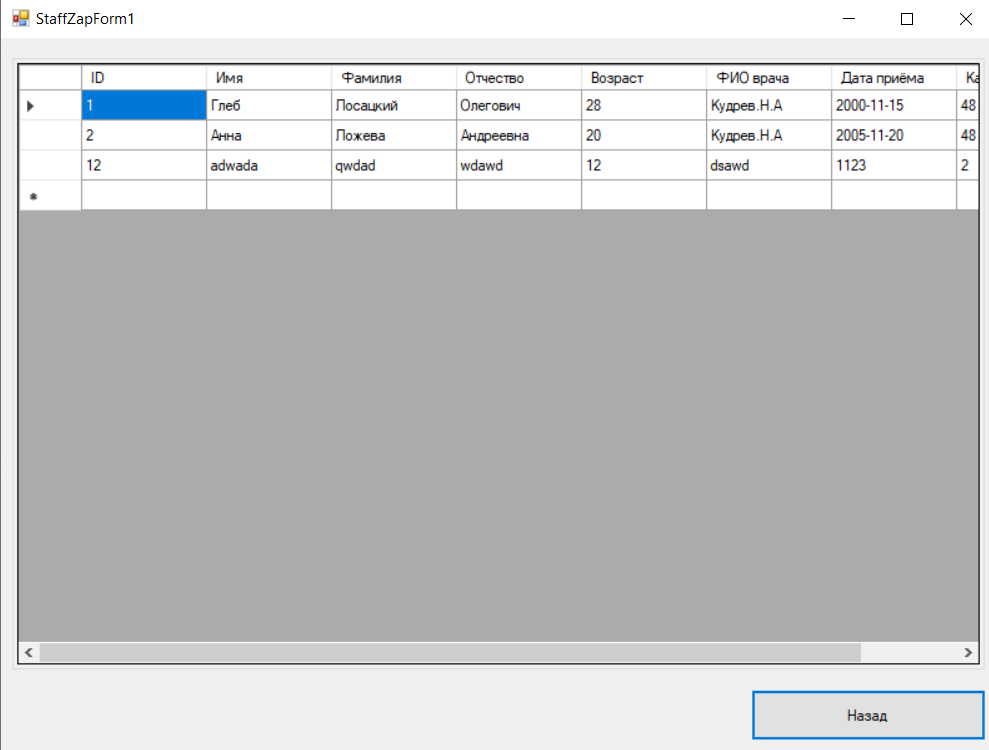 StaffZapForm1
ID Имя Фамилия Отчество Возраст ФИО врача Дата приёма Ка
1 Глеб Лосацкий Олегович 28 Кудрев.Н.А 2000-11-15 48
2 Анна Ложева Андреевна 20 Кудрев.Н.А 2005-11-20 48
12 adwada qwdad wdawd 12 dsawd 1123 2
Назад